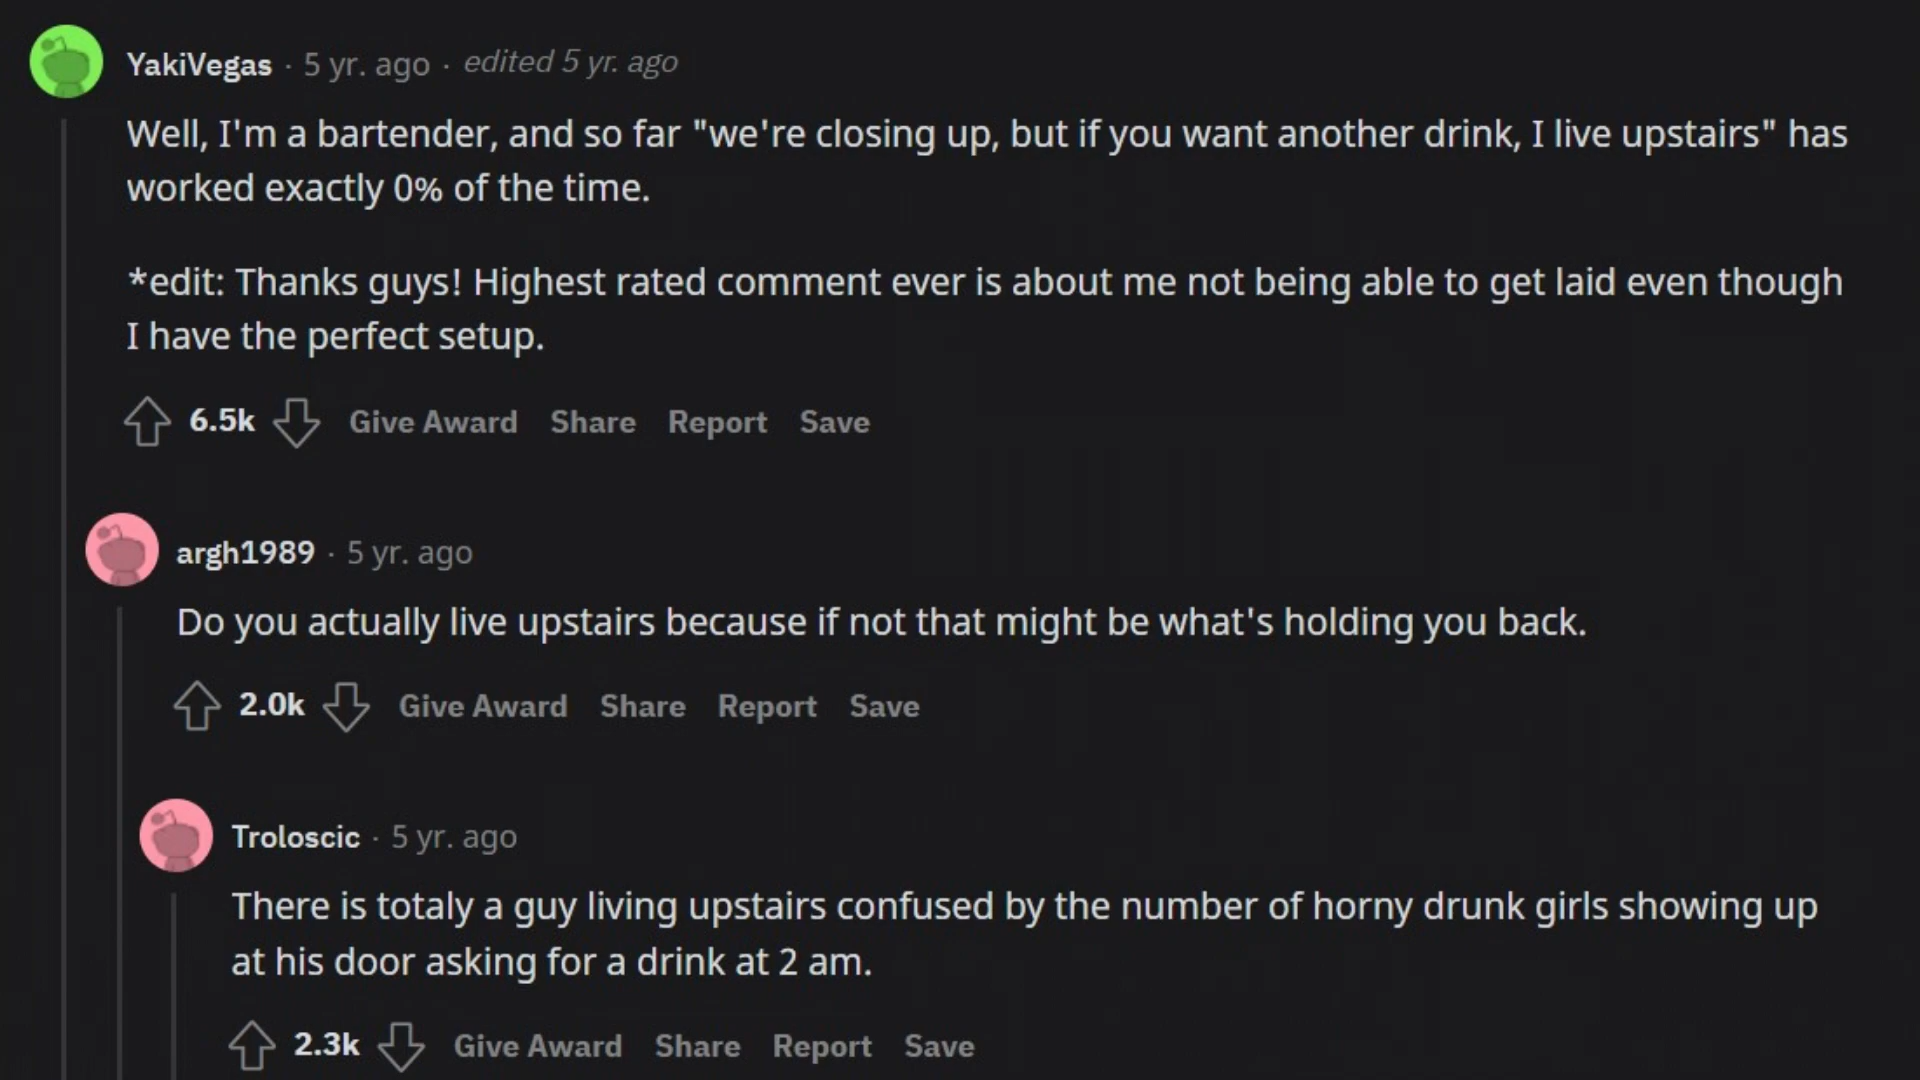 YakiVegas · 5 yr. ago · edited 5 yr. ago
Well, I'm a bartender, and so far "we're closing up, but if you want another drink, I live upstairs" has
worked exactly 0% of the time.
*edit: Thanks guys! Highest rated comment ever is about me not being able to get laid even though
I have the perfect setup.
6.5k Give Award Share Report Save
argh1989 · 5 yr. ago
Do you actually live upstairs because if not that might be what's holding you back.
2.0k Give Award Share Report Save
Troloscic · 5 yr. ago
There is totaly a guy living upstairs confused by the number of horny drunk girls showing up
at his door asking for a drink at 2 am.
2.3k Give Award Share Report Save